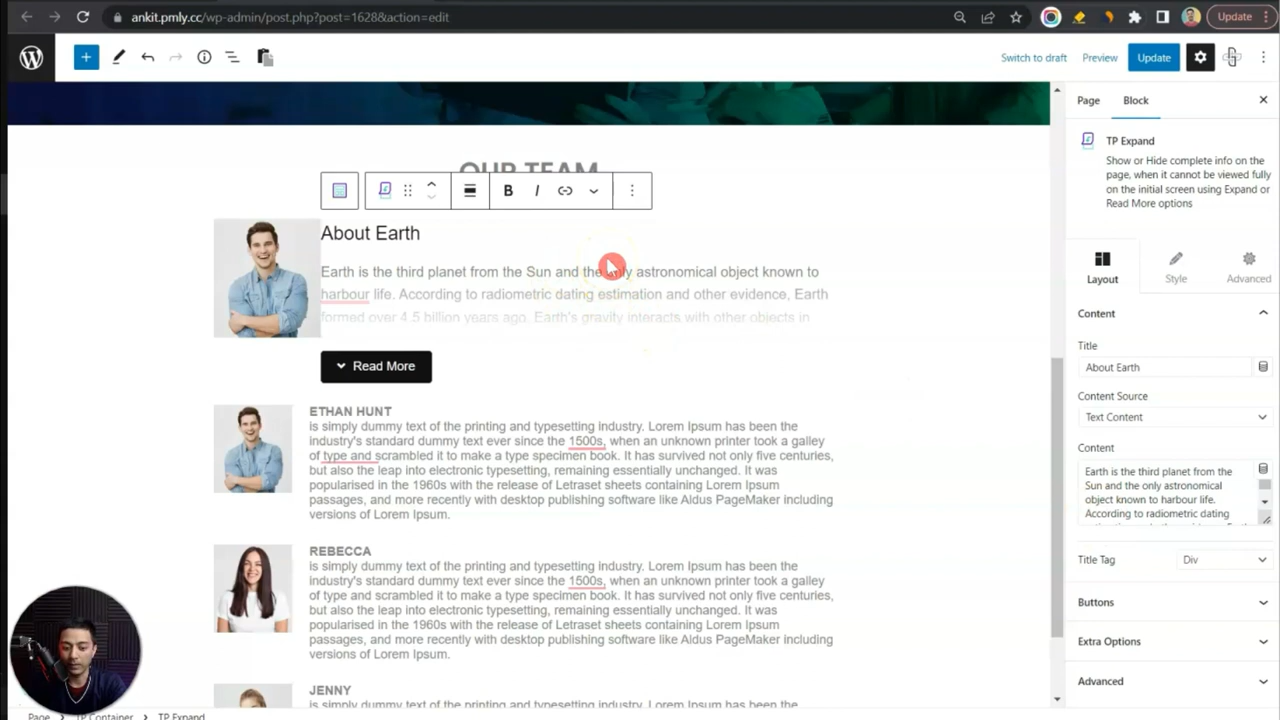 ankit.pmly.cc/wp-admin/post.php?post=1628&action=edit
Update
Switch to draft
Preview
Update
OUR TEAM
B
I
About Earth
Earth is the third planet from the Sun and the only astronomical object known to
harbour life. According to radiometric dating estimation and other evidence, Earth
formed over 4.5 billion years ago. Earth's gravity interacts with other objects in
Read More
ETHAN HUNT
is simply dummy text of the printing and typesetting industry. Lorem Ipsum has been the
industry's standard dummy text ever since the 1500s, when an unknown printer took a galley
of type and scrambled it to make a type specimen book. It has survived not only five centuries,
but also the leap into electronic typesetting, remaining essentially unchanged. It was
popularised in the 1960s with the release of Letraset sheets containing Lorem Ipsum
passages, and more recently with desktop publishing software like Aldus PageMaker including
versions of Lorem Ipsum.
REBECCA
is simply dummy text of the printing and typesetting industry. Lorem Ipsum has been the
industry's standard dummy text ever since the 1500s, when an unknown printer took a galley
of type and scrambled it to make a type specimen book. It has survived not only five centuries,
but also the leap into electronic typesetting, remaining essentially unchanged. It was
popularised in the 1960s with the release of Letraset sheets containing Lorem Ipsum
passages, and more recently with desktop publishing software like Aldus PageMaker including
versions of Lorem Ipsum.
JENNY
is simply dummy text of the printing and typesetting industry. Lorem Ipsum has been the
Page
TP Container
TP Expand
Page
Block
TP Expand
Show or Hide complete info on the
page, when it cannot be viewed fully
on the initial screen using Expand or
Read More options
Layout
Style
Advanced
Content
Title
About Earth
Content Source
Text Content
Content
Earth is the third planet from the
Sun and the only astronomical
object known to harbour life.
According to radiometric dating
Title Tag
Div
Buttons
Extra Options
Advanced